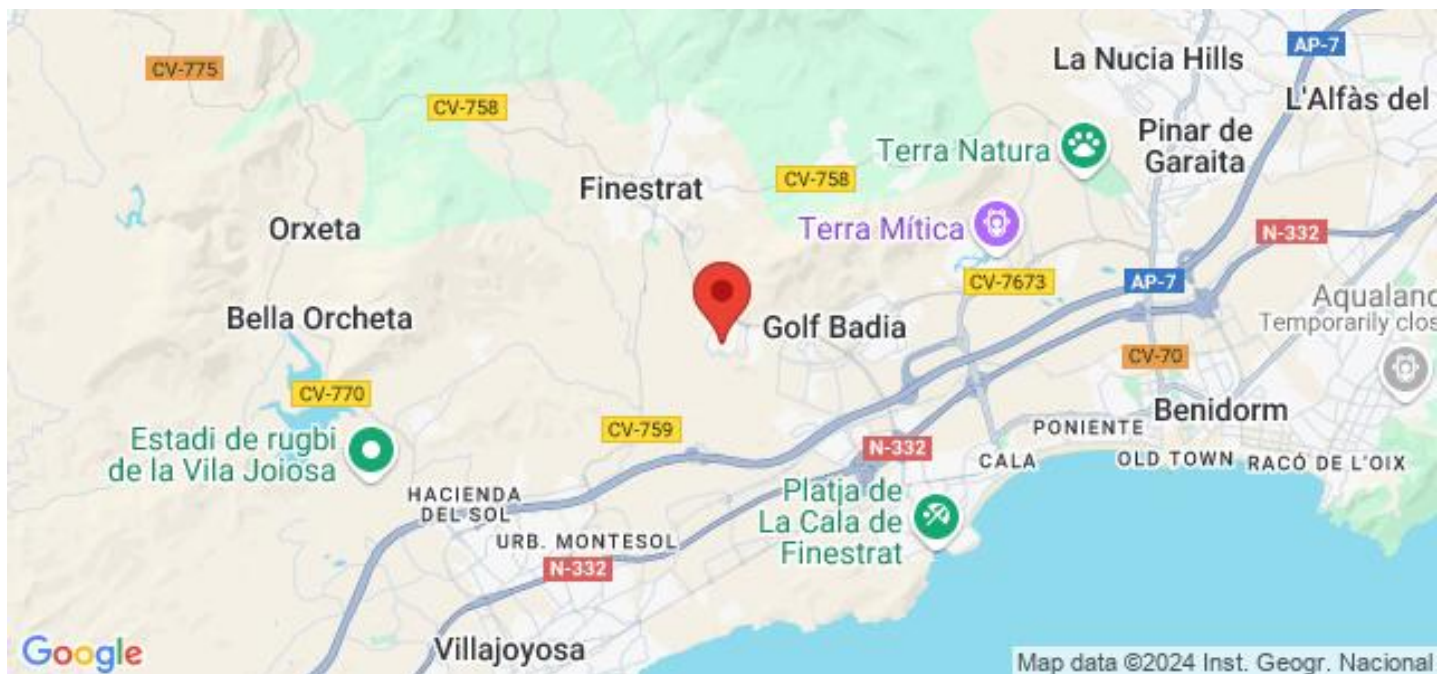 AP-7
La Nucia Hills
CV-775
CV-758
L'Alfàs del
Pinar de
Garaita
Terra Natura
CV-758
Finestrat
Orxeta
Terra Mítica
N-332
CV-7673
AP-7
Aqualand
Temporarily clos
Bella Orcheta
Golf Badia
CV-70
CV-770
Benidorm
CV-759
PONIENTE
Estadi de rugbi
de la Vila Joiosa
N-332
CALA
OLD TOWN
RACÓ DE L'OIX
HACIENDA
DEL SOL
Platja de
La Cala de
Finestrat
URB. MONTESOL
N-332
Villajoyosa
Google
Map data ©2024 Inst. Geogr. Nacional